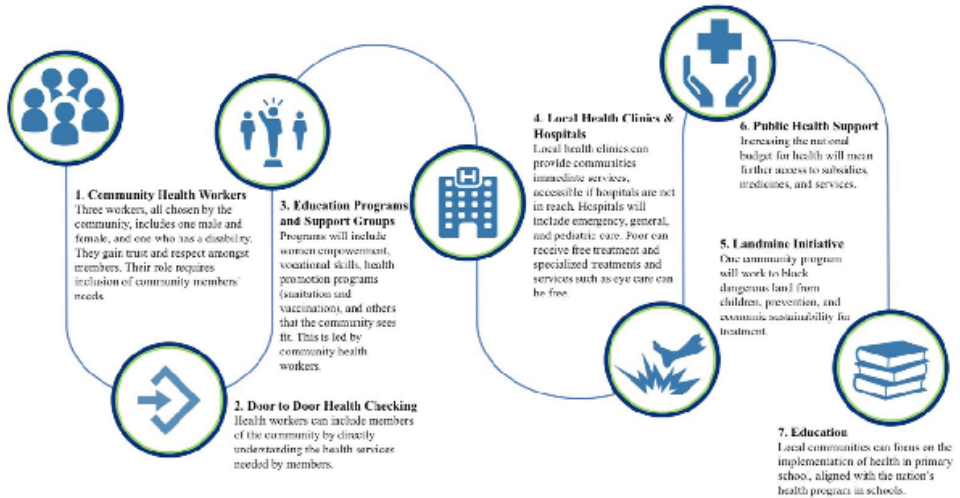 1. Community Health Workers
Three workers, all chosen by the
community, includes one male and
female, and one who has a disability.
They gain trust and respect amongst
members. Their role requires
inclusion of community members'
needs.
2. Door to Door Health Checking
Health workers can include members
of the community by directly
understanding the health services
needed by members.
3. Education Programs
and Support Groups
Programs will include
women empowerment,
vocational skills, health
promotion programs
(sanitation and
vaccination), and others
that the community sees
fit. This is led by
community health
workers.
H
4. Local Health Clinics &
Hospitals
Local health clinics can
provide communities
immediate services,
accessible if hospitals are not
in reach. Hospitals will
include emergency, general,
and pediatric care. Poor can
receive free treatment and
specialized treatments and
services such as eye care can
be free.
5. Landmine Initiative
One community program
will work to block
dangerous land from
children, prevention, and
economic sustainability for
treatment.
6. Public Health Support
Increasing the national
budget for health will mean
further access to subsidies,
medicines, and services.
7. Education
Local communities can focus on the
implementation of health in primary
school, aligned with the nation's
health program in schools.